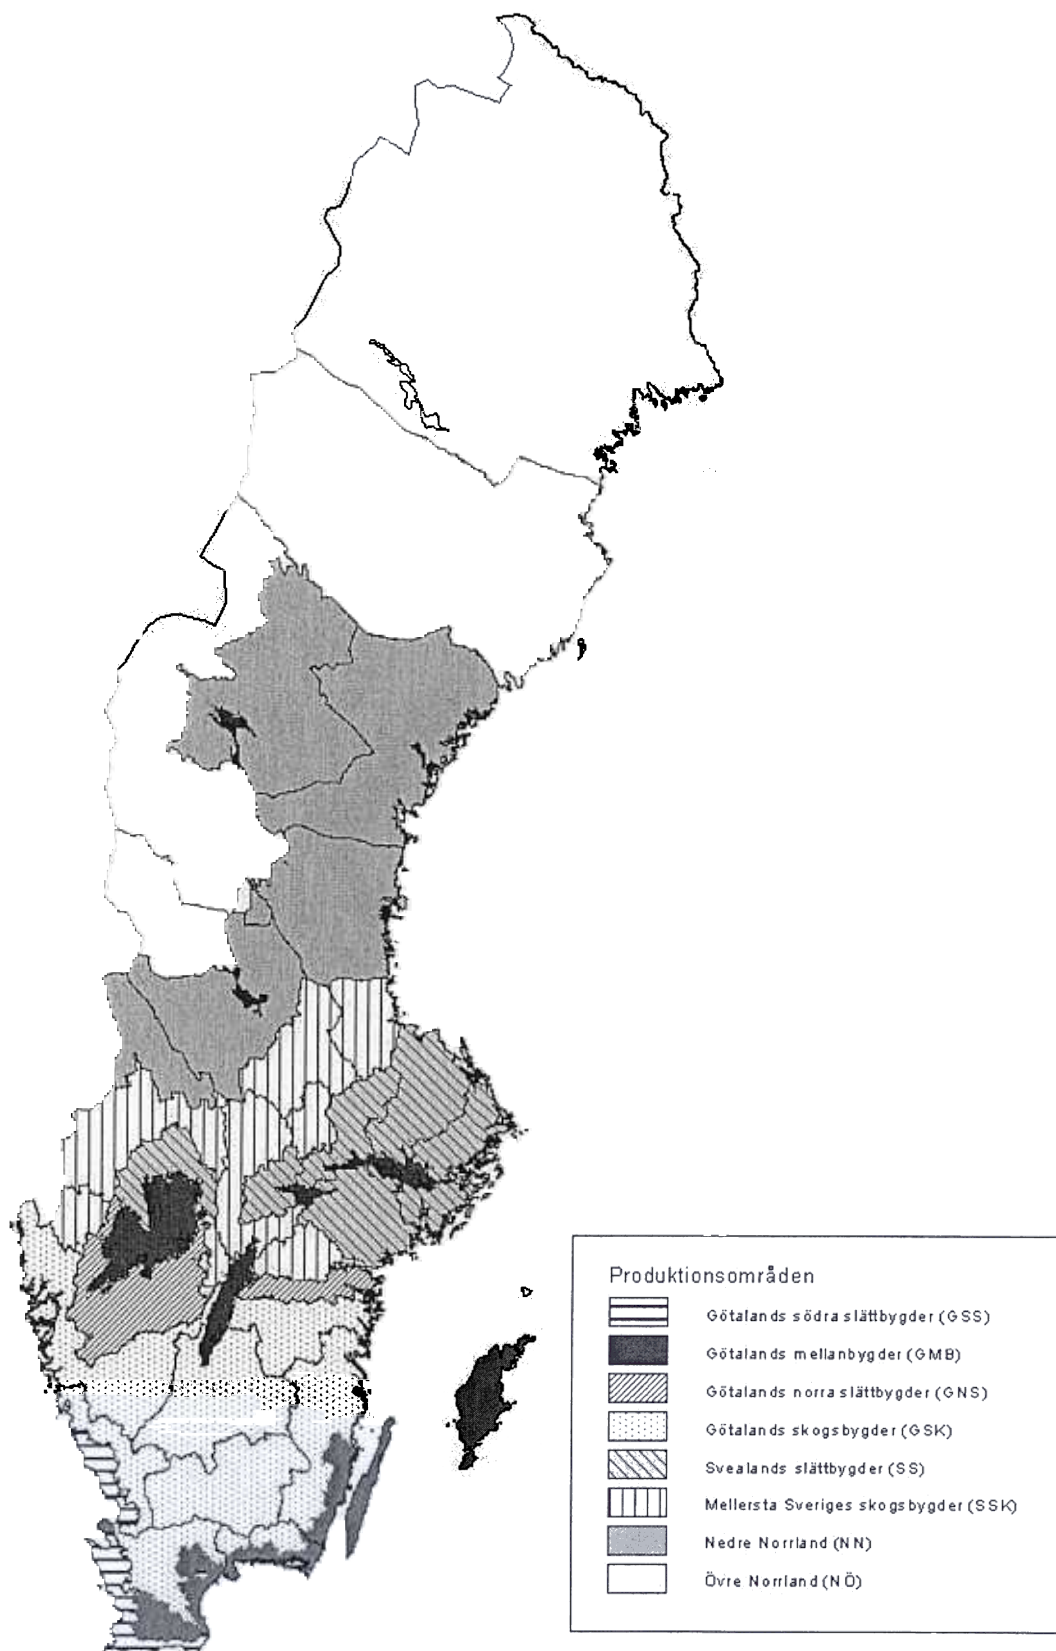 Produktionsområden
Götalands södra slättbygder (GSS)
Götalands mellanbygder (GMB)
Götalands norra slättbygder (GNS)
Götalands skogsbygder (GSK)
Svealands slättbygder (SS)
Mellersta Sveriges skogsbygder (SSK)
Nedre Norrland (NN)
Övre Norrland (NÖ)